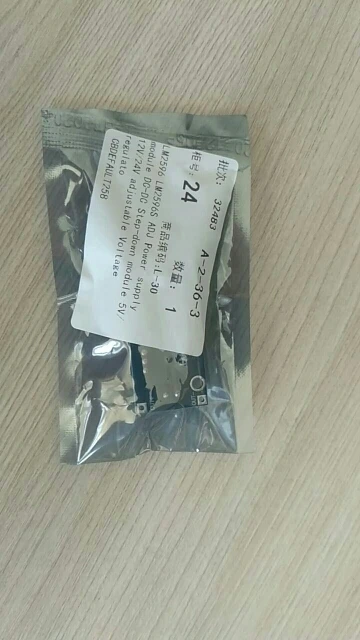 批次: 32483 A-2-36-3
柜号: 24 数量: 1
商品编码:L-30
LM2596 LM2596S ADJ Power supply
module DC-DC Step-down module 5V/
12V/24V adjustable Voltage
regulato
CBDEFAULT258